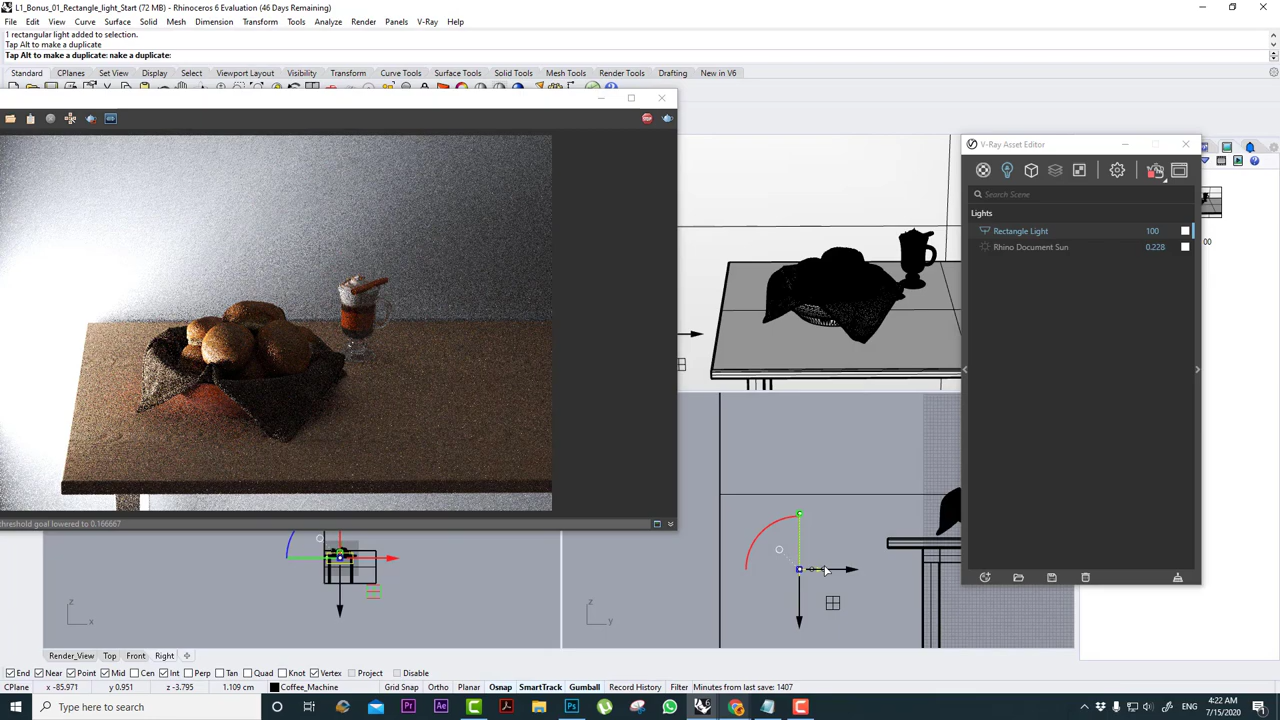 L1_Bonus_01_Rectangle_light_Start (72 MB) - Rhinoceros 6 Evaluation (46 Days Remaining)
File Edit View Curve Surface Solid Mesh Dimension Transform Tools Analyze Render Panels V-Ray Help
1 rectangular light added to selection.
Tap Alt to make a duplicate
Tap Alt to make a duplicate: nake a duplicate:
Standard CPlanes Set View Display Select Viewport Layout Visibility Transform Curve Tools Surface Tools Solid Tools Mesh Tools Render Tools Drafting New in V6
V-Ray Asset Editor
STOP
Search Scene
Lights
Rectangle Light 100
Rhino Document Sun 0.228
00
threshold goal lowered to 0.166667
z x
z y
Render_View Top Front Right
End Near Point Mid Cen Int Perp Tan Quad Knot Vertex Project Disable
CPlane x -85.971 y 0.951 z -3.795 1.109 cm Coffee_Machine Grid Snap Ortho Planar Osnap SmartTrack Gumball Record History Filter Minutes from last save: 1407
Type here to search
Pr Ae Ps
ENG
4:22 AM
7/15/2020